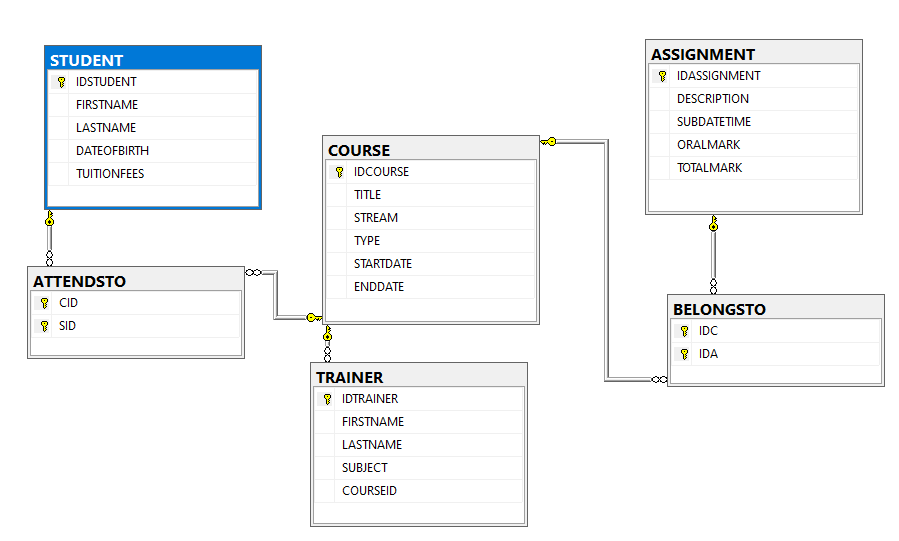 STUDENT
IDSTUDENT
FIRSTNAME
LASTNAME
DATEOFBIRTH
TUITIONFEES
ATTENDSTO
CID
SID
COURSE
IDCOURSE
TITLE
STREAM
TYPE
STARTDATE
ENDDATE
TRAINER
IDTRAINER
FIRSTNAME
LASTNAME
SUBJECT
COURSEID
ASSIGNMENT
IDASSIGNMENT
DESCRIPTION
SUBDATETIME
ORALMARK
TOTALMARK
BELONGSTO
IDC
IDA